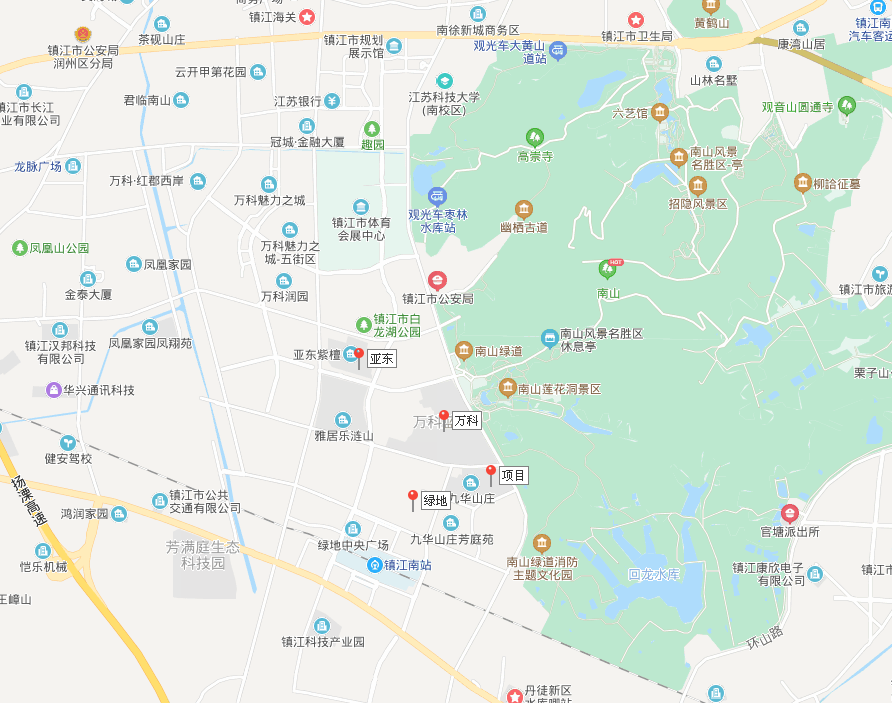 镇江海关
南徐新城商务区
黄鹤山
茶砚山庄
镇江市卫生局
镇江南
汽车客运
镇江市公安局
润州区分局
镇江市规划
展示馆
观光车大黄山
道站
康湾山居
云开甲第花园
山林名墅
君临南山
江苏银行
江苏科技大学
(南校区)
六艺馆
观音山圆通寺
镇江市长江
业有限公司
冠城·金融大厦
趣园
高崇寺
南山风景
名胜区-亭
龙脉广场
万科·红郡西岸
万科魅力之城
招隐风景区
柳詒征墓
镇江市体育
会展中心
观光车枣林
水库站
幽栖古道
凤凰山公园
万科魅力之
城-五街区
凤凰家园
金泰大厦
万科润园
镇江市公安局
HOT
南山
镇江市旅游
镇江市白
龙湖公园
南山风景名胜区
休息亭
镇江汉邦科技
有限公司
凤凰家园凤翔苑
亚东紫檀
亚东
南山绿道
栗子山
华兴通讯科技
南山莲花洞景区
万科
万科
雅居乐涟山
健安驾校
项目
九华山庄
绿地
扬溧高速
镇江市公共
交通有限公司
鸿润家园
官塘派出所
绿地中央广场
九华山庄芳庭苑
芳满庭生态
科技园
恺乐机械
镇江南站
南山绿道消防
主题文化园
回龙水库
镇江康欣电子
有限公司
镇江市
王嶂山
镇江科技产业园
环山路
丹徒新区